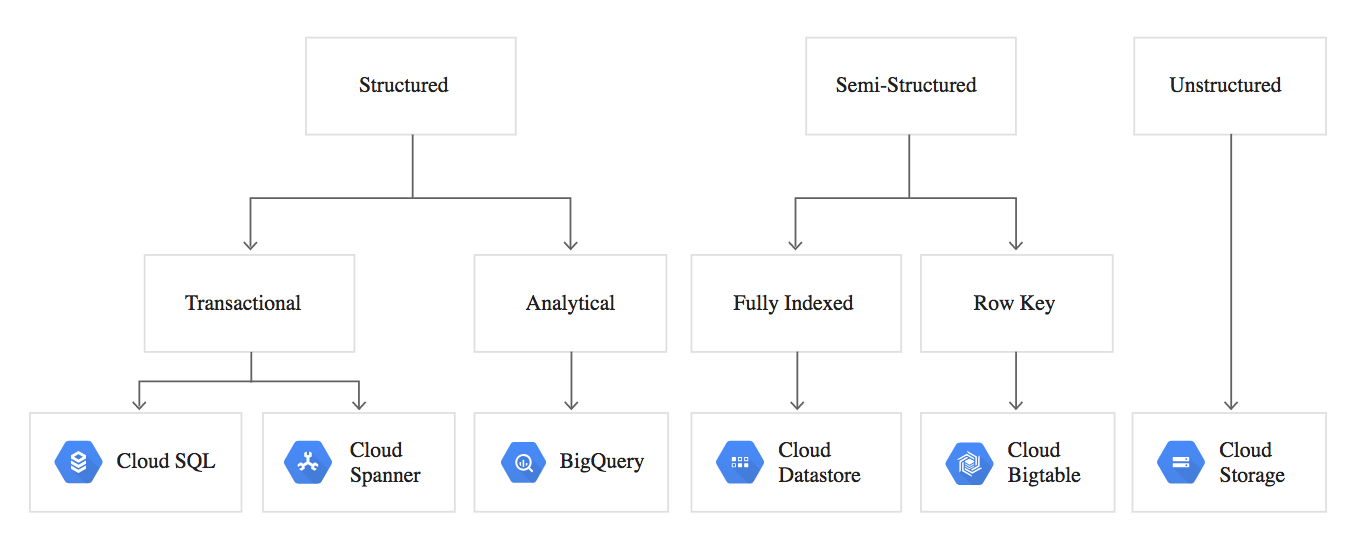 Structured
Semi-Structured
Unstructured
Transactional
Analytical
Fully Indexed
Row Key
Cloud SQL
Cloud
Spanner
BigQuery
Cloud
Datastore
Cloud
Bigtable
Cloud
Storage